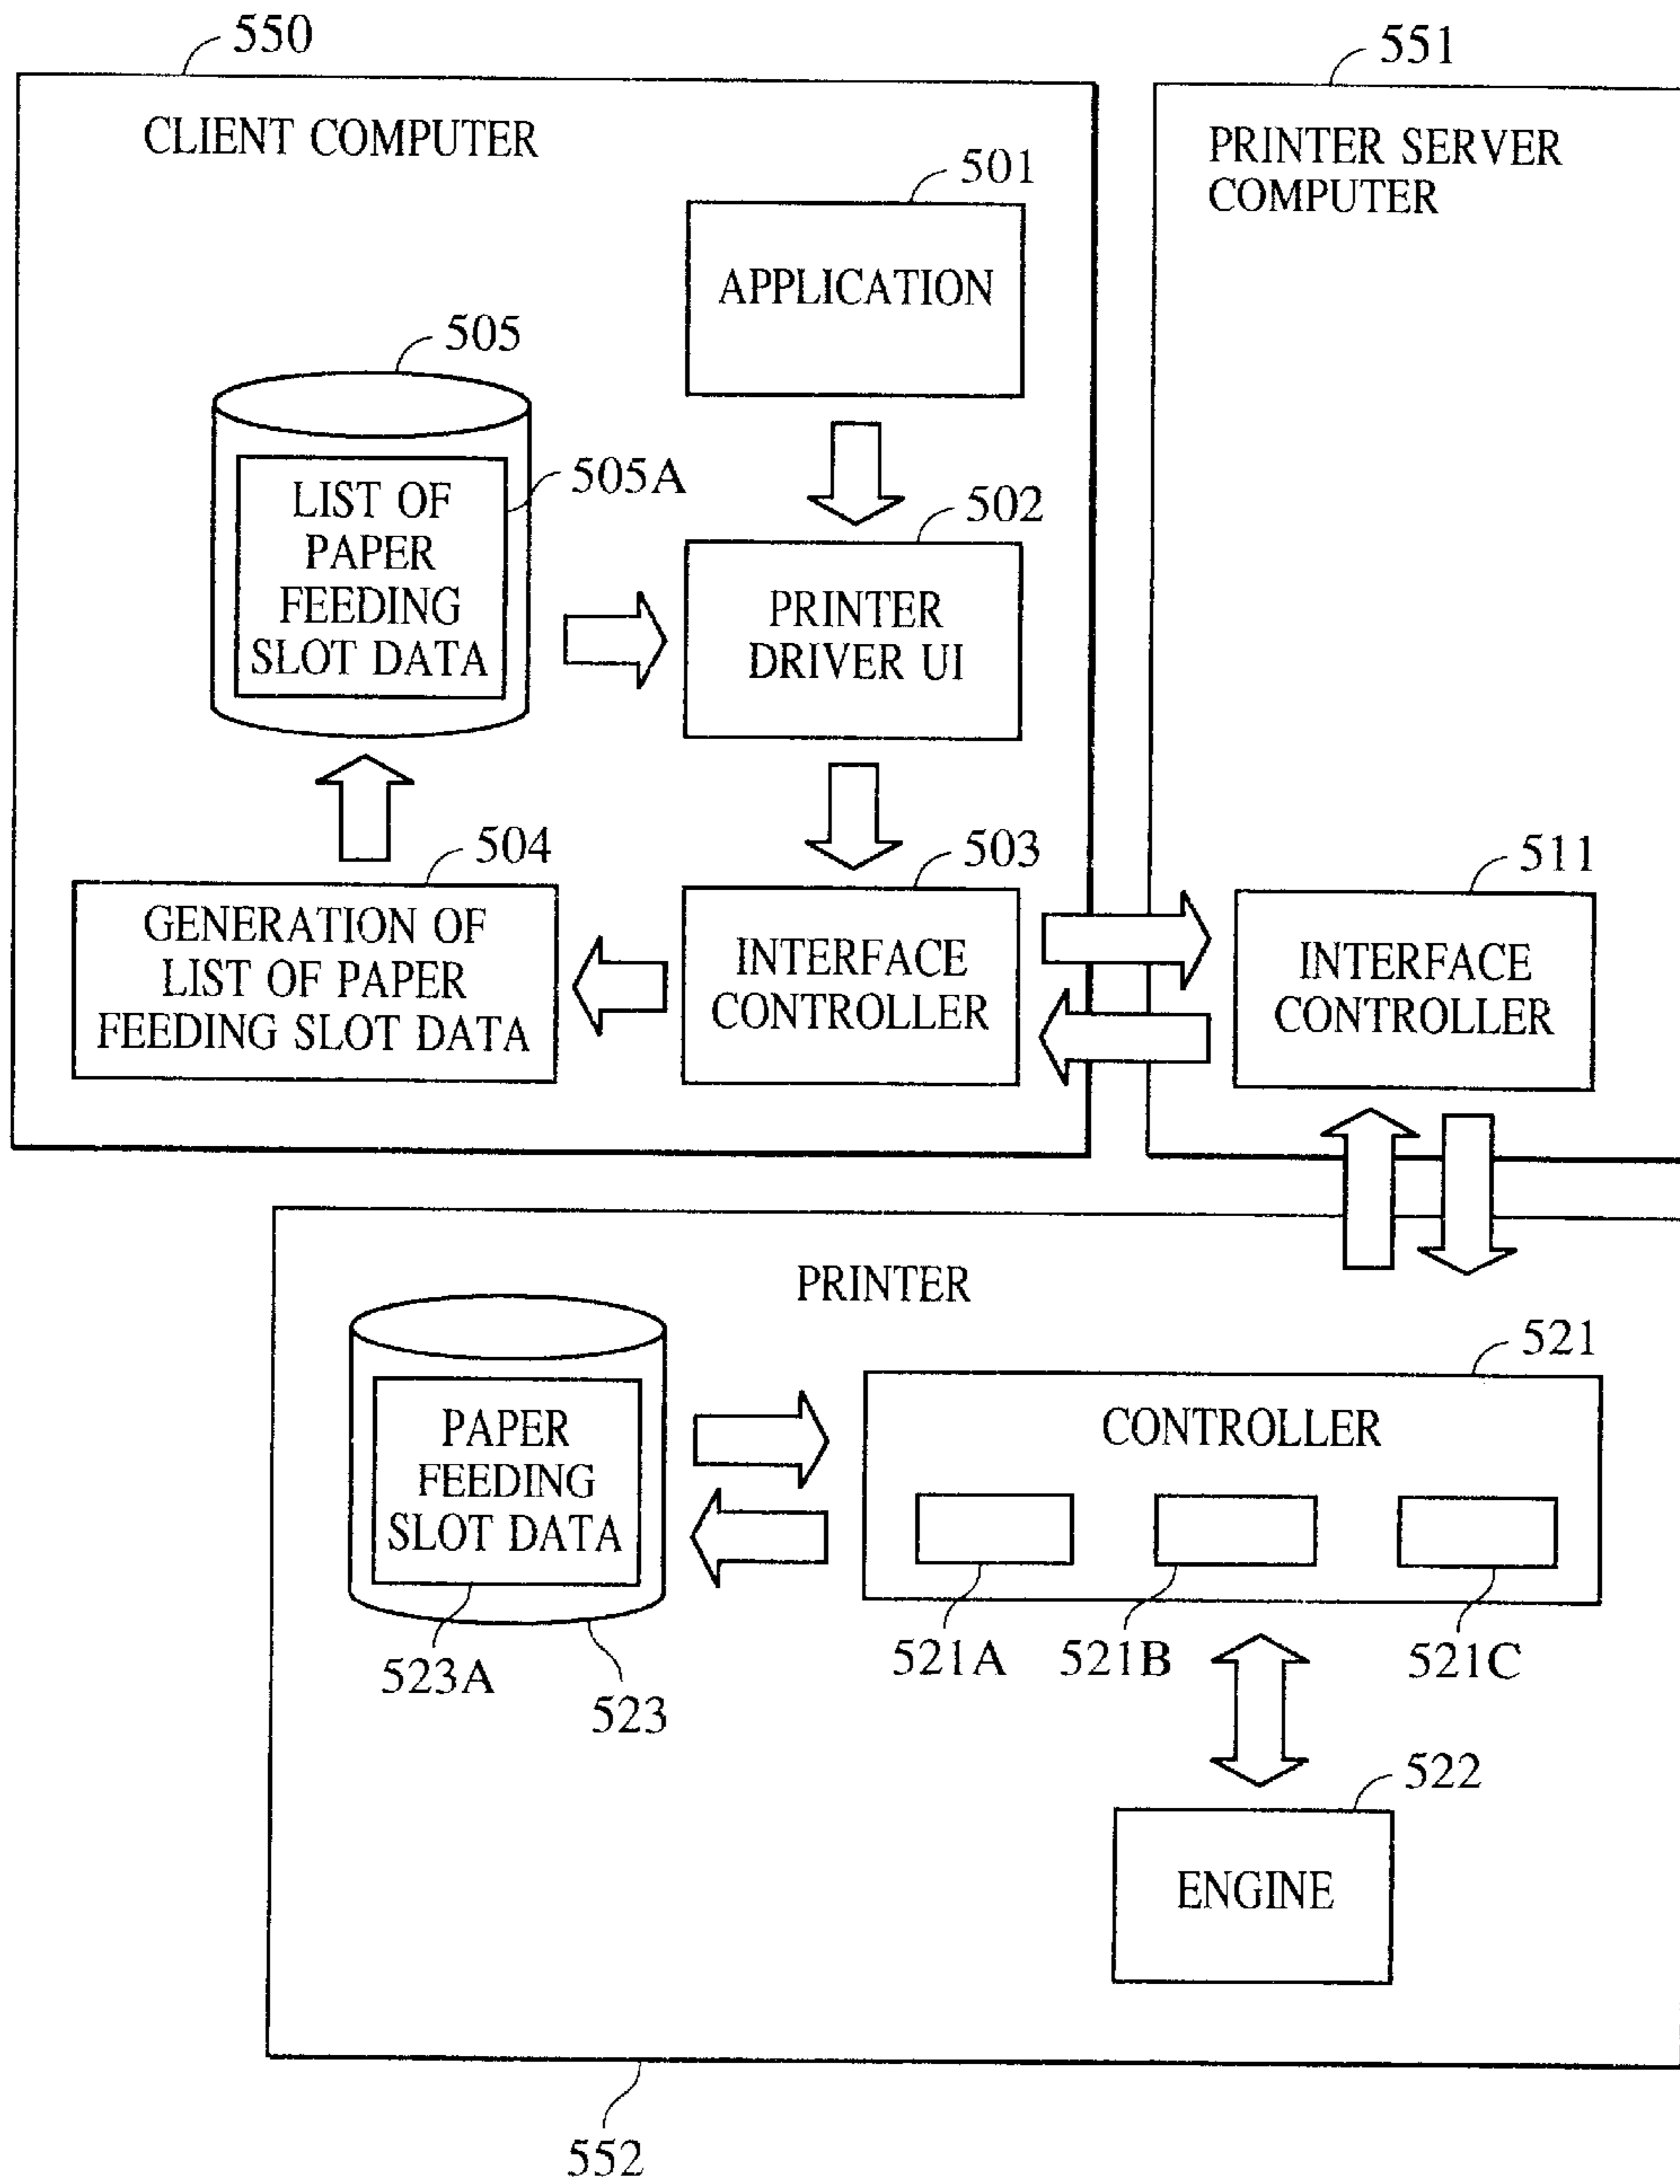 550
551
CLIENT COMPUTER
PRINTER SERVER
COMPUTER
501
APPLICATION
505
505A
LIST OF
PAPER
FEEDING
SLOT DATA
502
PRINTER
DRIVER UI
504
GENERATION OF
LIST OF PAPER
FEEDING SLOT DATA
503
INTERFACE
CONTROLLER
511
INTERFACE
CONTROLLER
PRINTER
521
CONTROLLER
PAPER
FEEDING
SLOT DATA
523A
523
521A
521B
521C
522
ENGINE
552